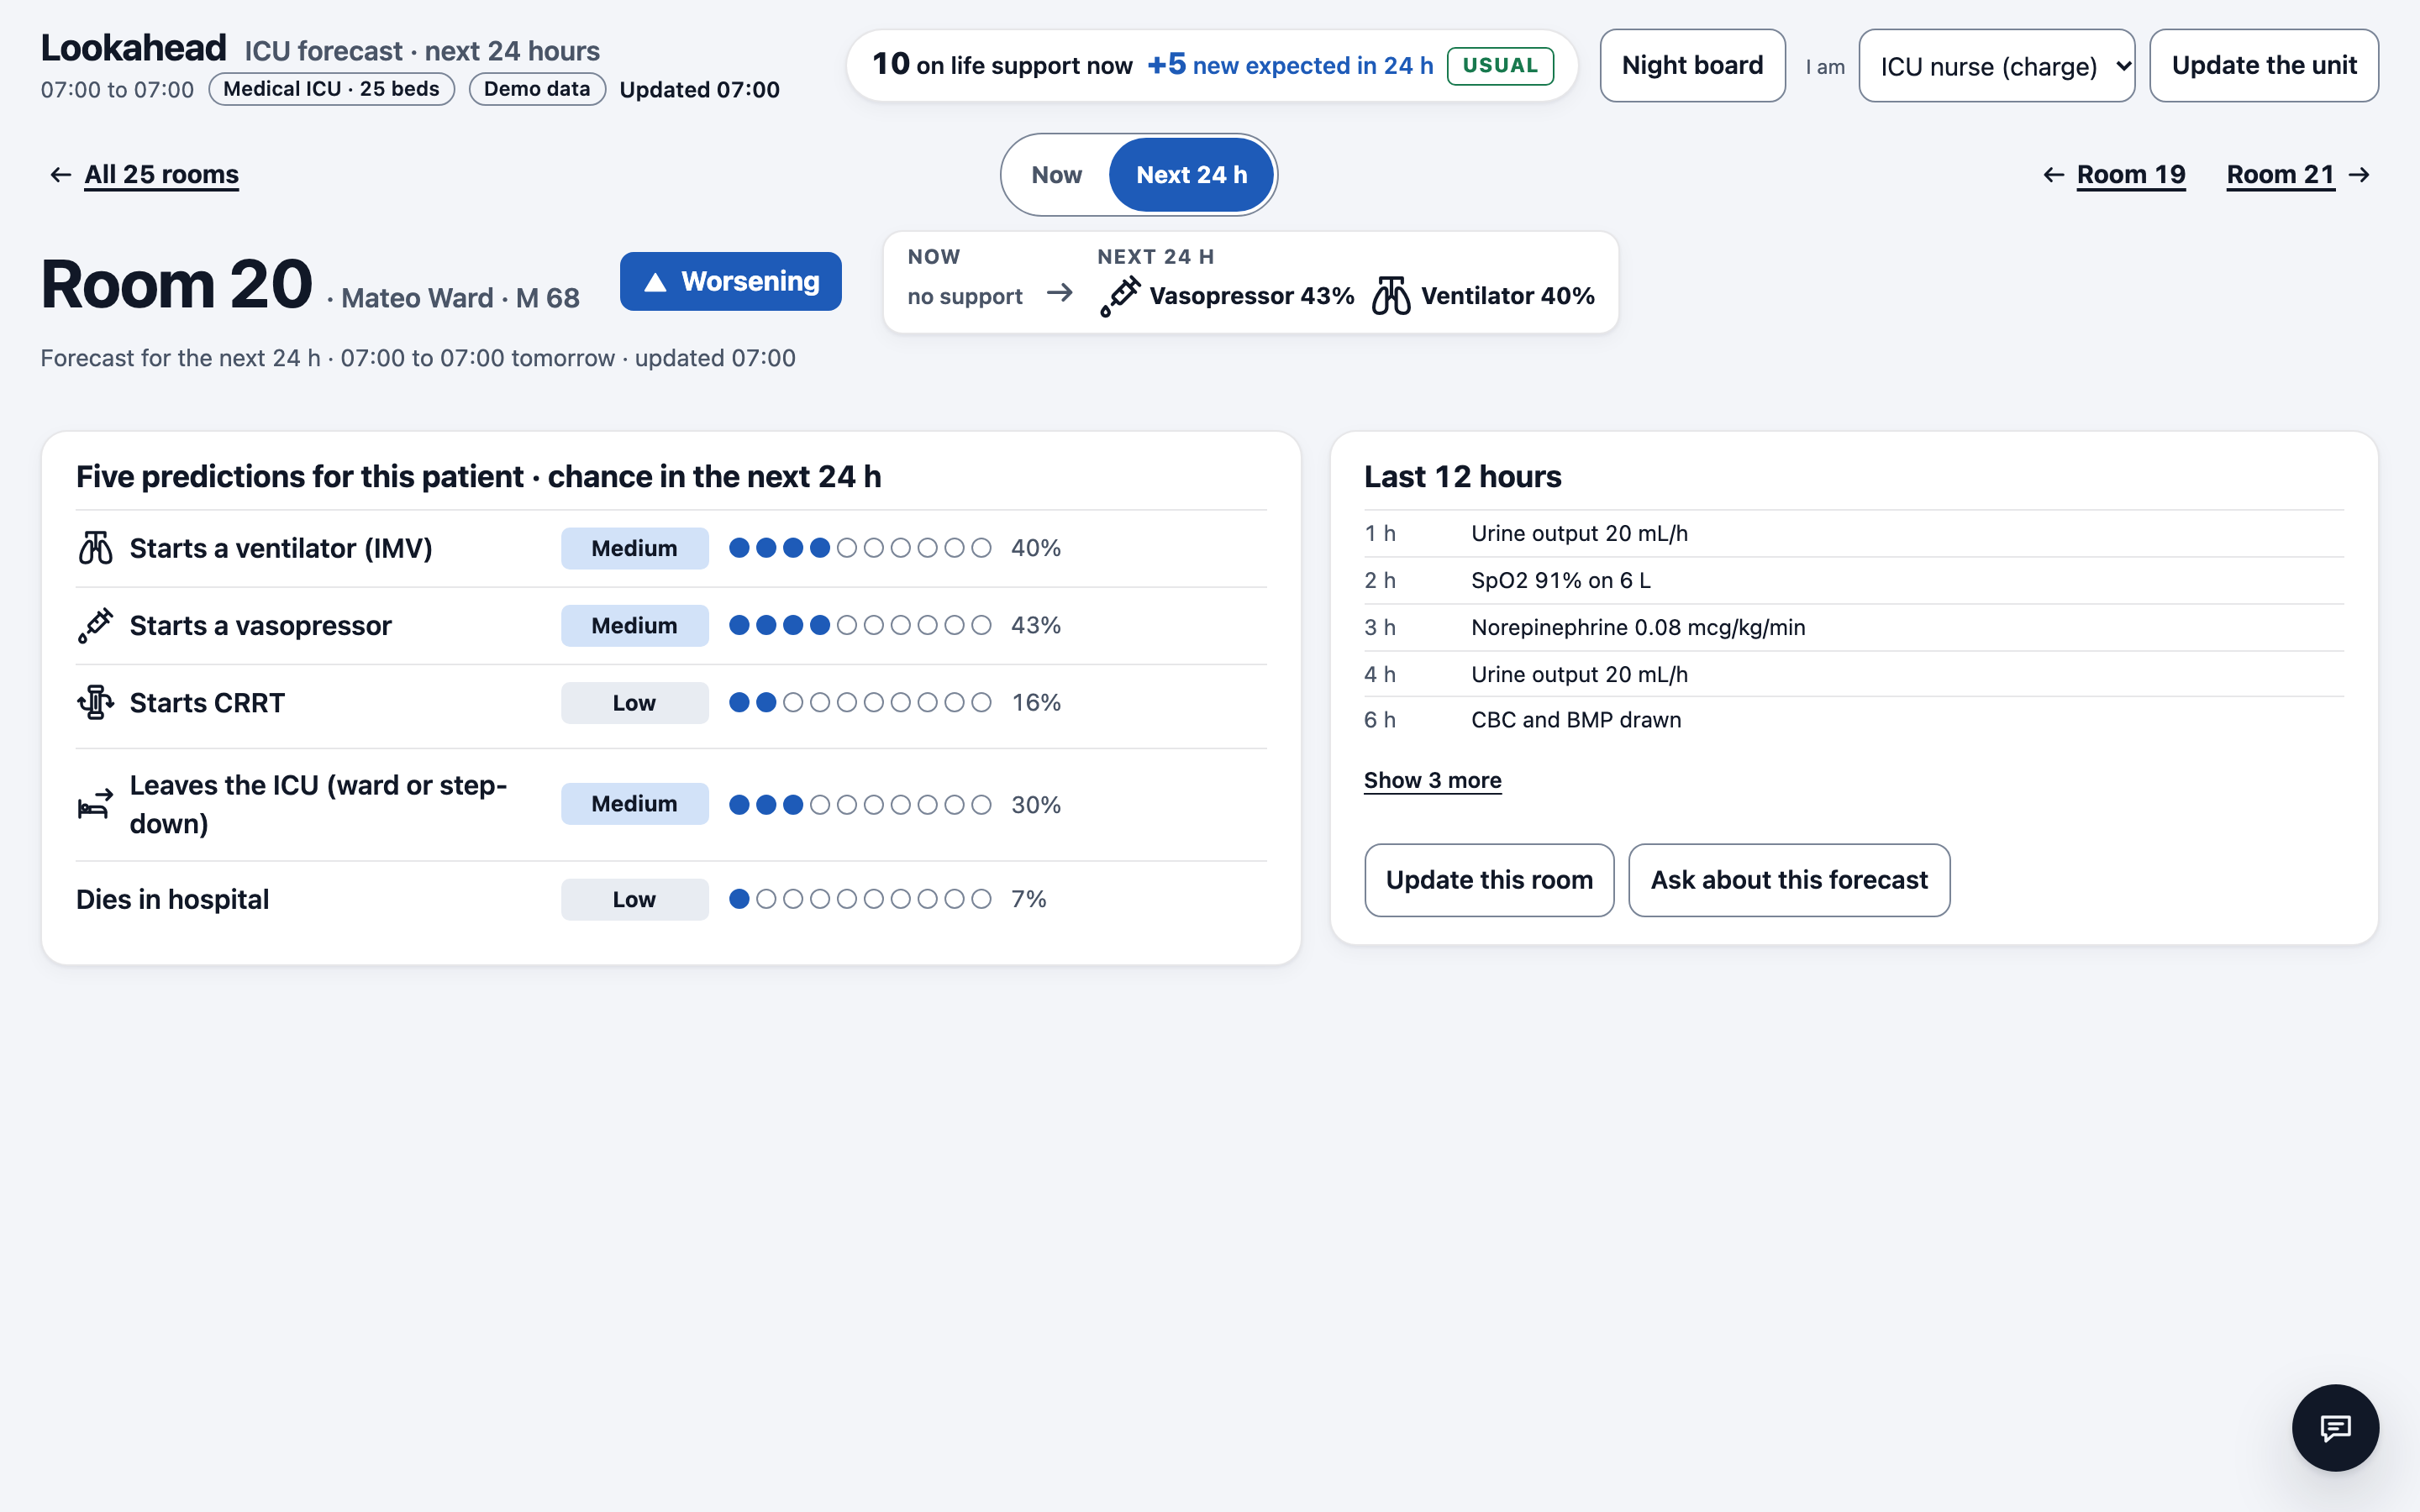 Lookahead ICU forecast · next 24 hours
07:00 to 07:00 Medical ICU · 25 beds Demo data Updated 07:00
10 on life support now +5 new expected in 24 h USUAL
Night board
I am ICU nurse (charge)
Update the unit
All 25 rooms
Now Next 24 h
Room 19 Room 21
Room 20 · Mateo Ward · M 68
Worsening
NOW
no support
NEXT 24 H
Vasopressor 43% Ventilator 40%
Forecast for the next 24 h · 07:00 to 07:00 tomorrow · updated 07:00
Five predictions for this patient · chance in the next 24 h
Starts a ventilator (IMV) Medium 40%
Starts a vasopressor Medium 43%
Starts CRRT Low 16%
Leaves the ICU (ward or step-
down) Medium 30%
Dies in hospital Low 7%
Last 12 hours
1 h Urine output 20 mL/h
2 h SpO2 91% on 6 L
3 h Norepinephrine 0.08 mcg/kg/min
4 h Urine output 20 mL/h
6 h CBC and BMP drawn
Show 3 more
Update this room Ask about this forecast